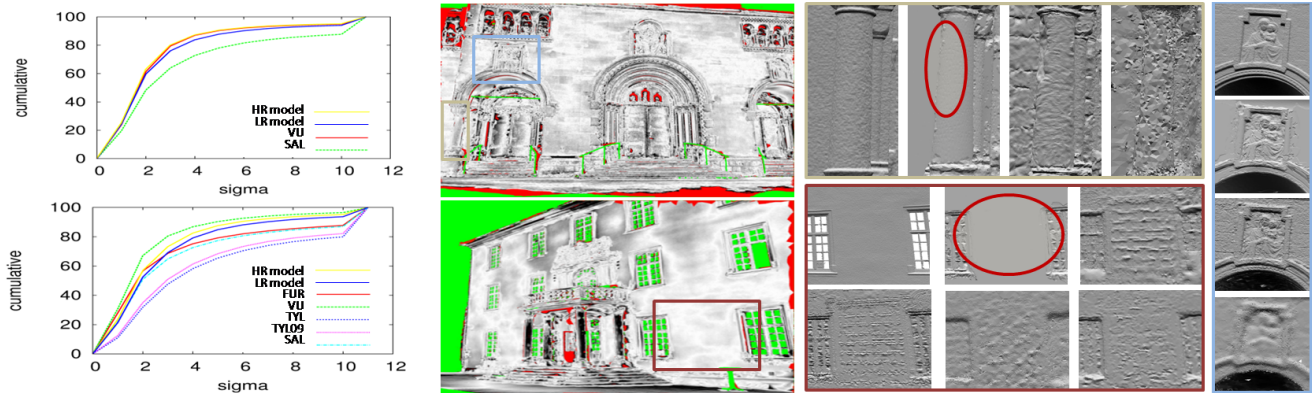 100
80
60
40
20
0
cumulative
HR model
LR model
VU
SAL
0 2 4 6 8 10 12
sigma
100
80
60
40
20
0
cumulative
HR model
LR model
FUR
VU
TYL
TYL09
SAL
0 2 4 6 8 10 12
sigma